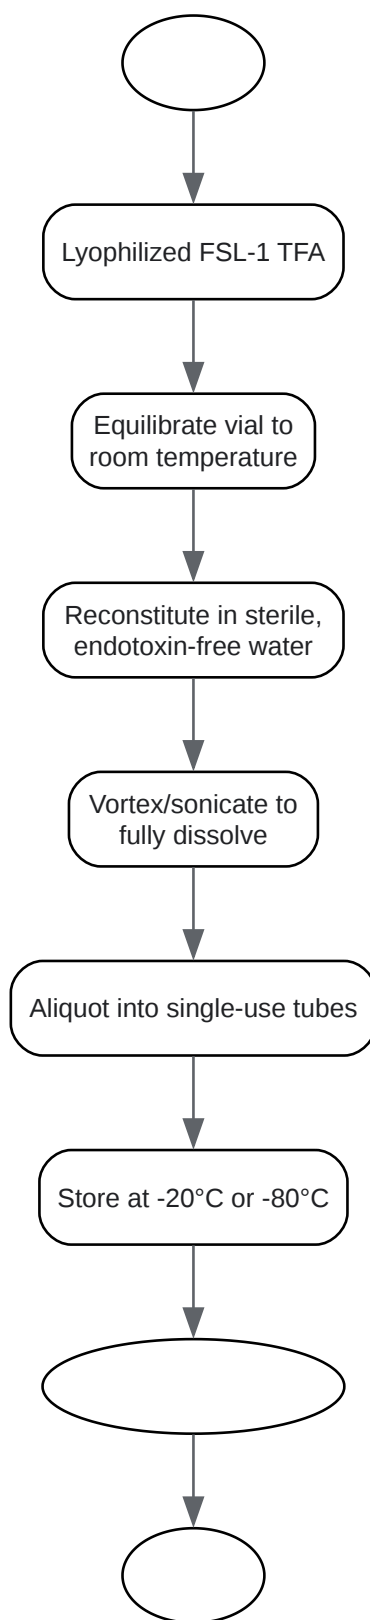 Lyophilized FSL-1 TFA
Equilibrate vial to
room temperature
Reconstitute in sterile,
endotoxin-free water
Vortex/sonicate to
fully dissolve
Aliquot into single-use tubes
Store at -20°C or -80°C